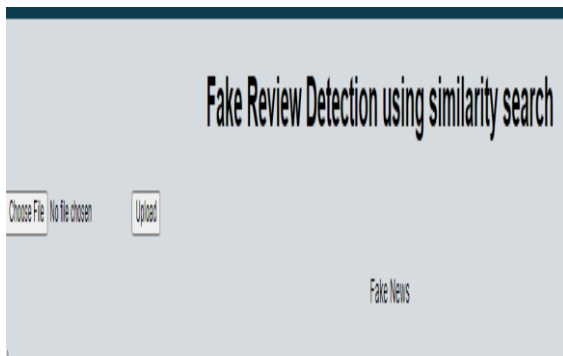 Fake Review Detection using similarity search
Choose File No file chosen Upload
Fake News